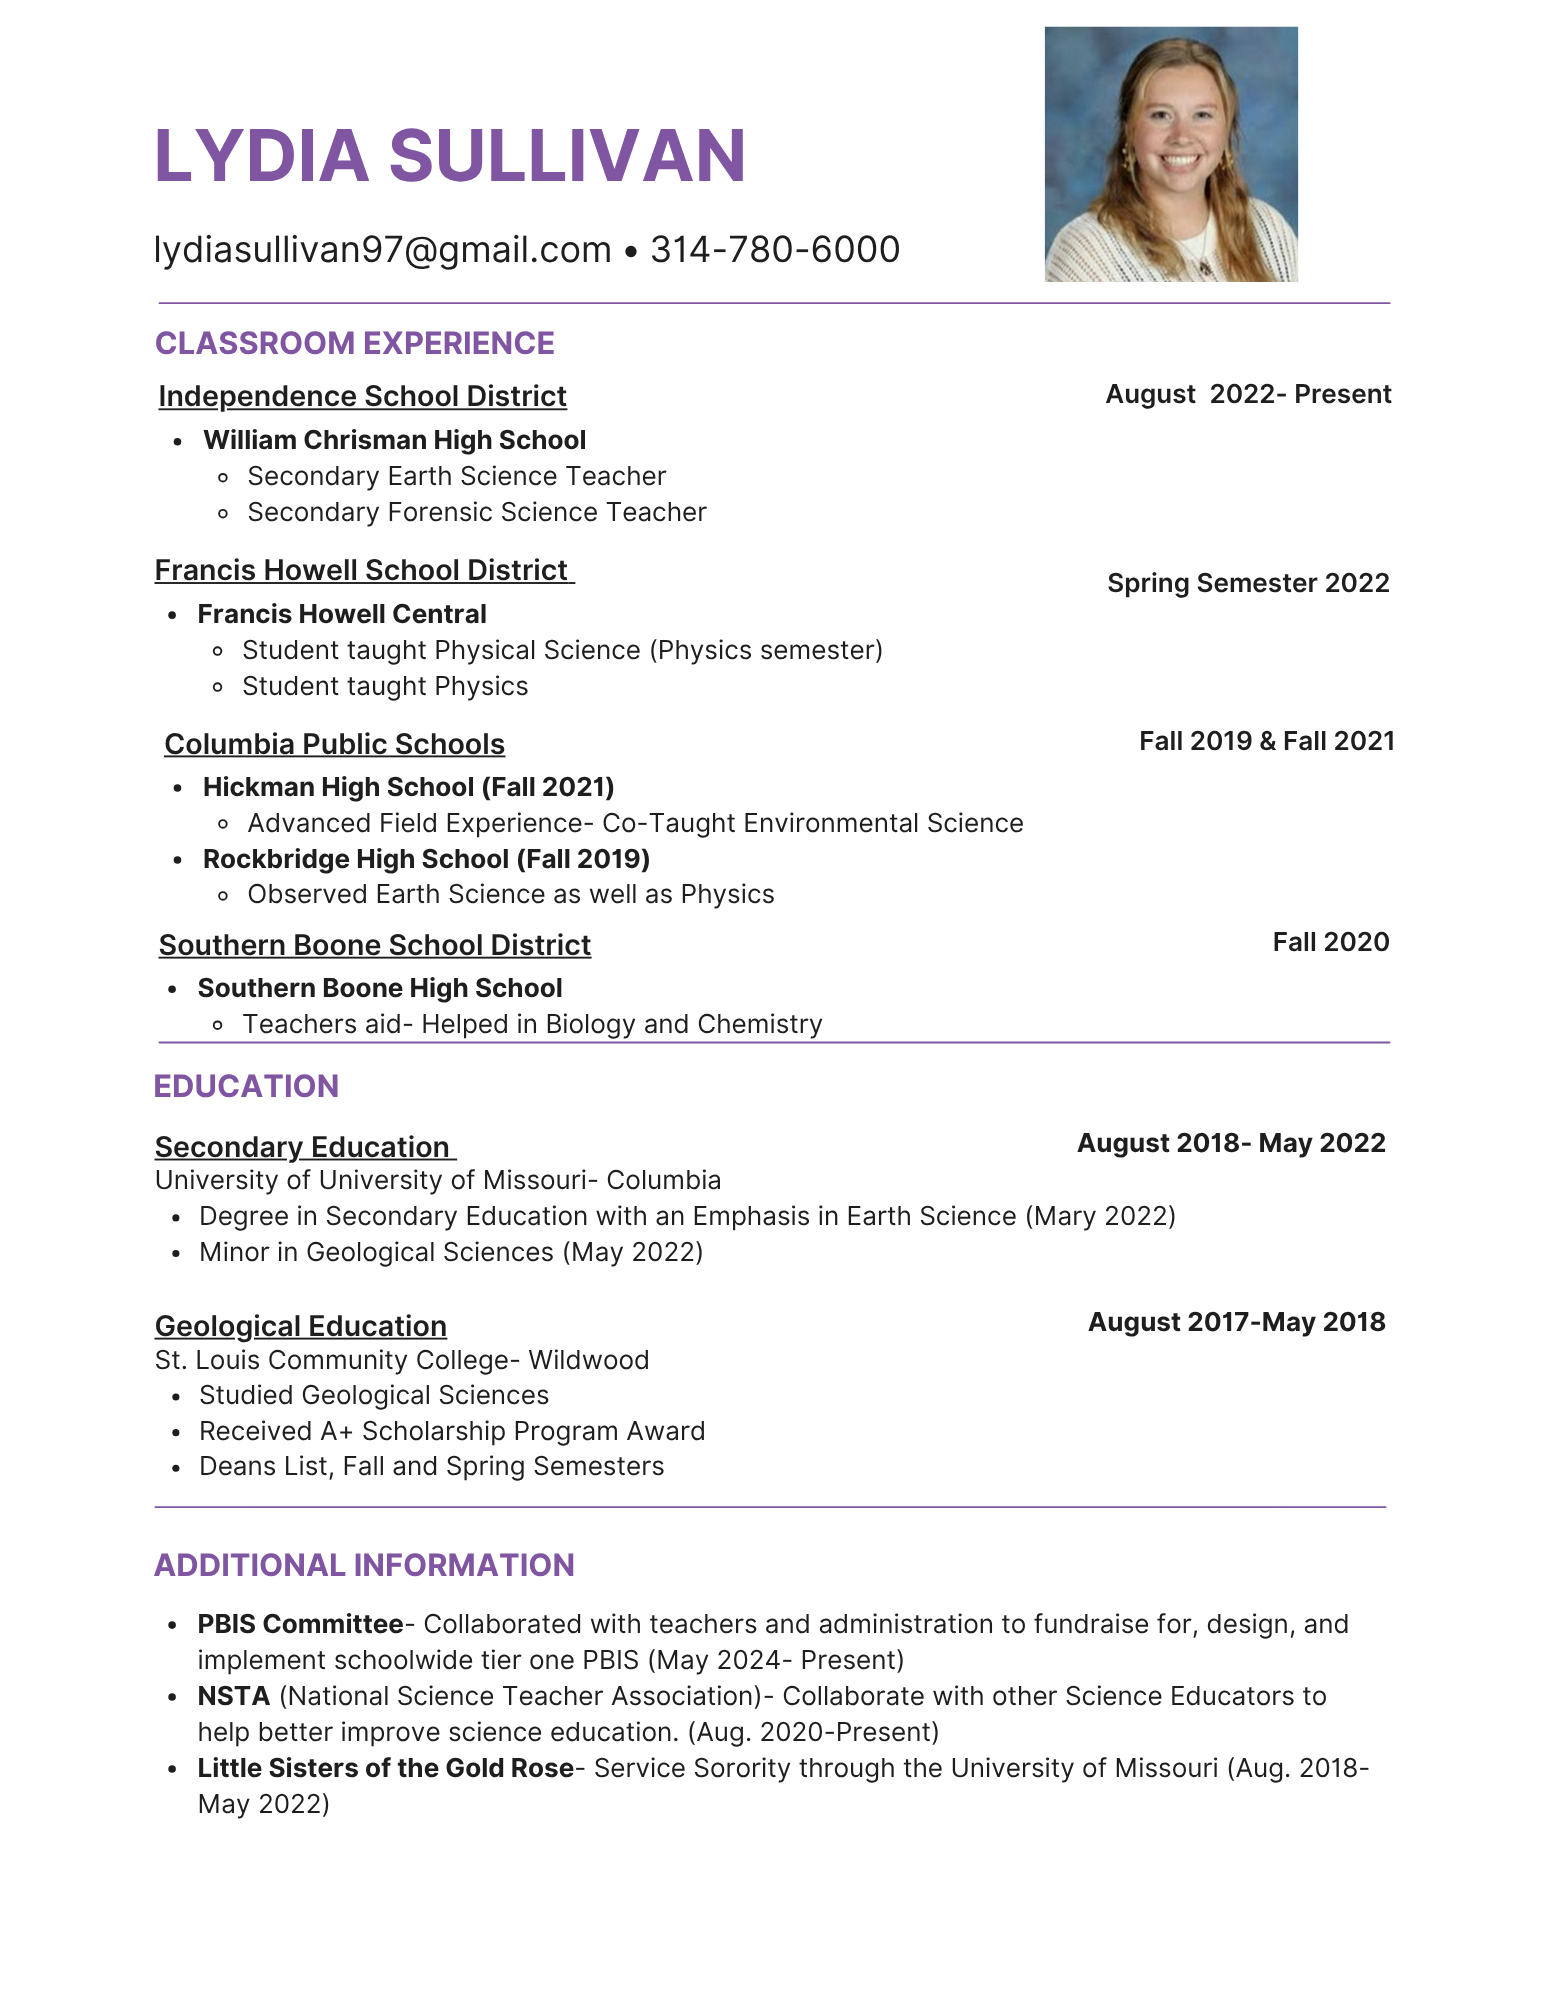 LYDIA SULLIVAN
lydiasullivan97@gmail.com • 314-780-6000
CLASSROOM EXPERIENCE
Independence School District August  2022- Present
• William Chrisman High School
◦ Secondary Earth Science Teacher
◦ Secondary Forensic Science Teacher
Francis Howell School District Spring Semester 2022
• Francis Howell Central
◦ Student taught Physical Science (Physics semester)
◦ Student taught Physics
Columbia Public Schools Fall 2019 & Fall 2021
• Hickman High School (Fall 2021)
◦ Advanced Field Experience- Co-Taught Environmental Science
• Rockbridge High School (Fall 2019)
◦ Observed Earth Science as well as Physics
Southern Boone School District Fall 2020
• Southern Boone High School
◦ Teachers aid- Helped in Biology and Chemistry
EDUCATION
Secondary Education August 2018- May 2022
University of University of Missouri- Columbia
• Degree in Secondary Education with an Emphasis in Earth Science (Mary 2022)
• Minor in Geological Sciences (May 2022)
Geological Education August 2017-May 2018
St. Louis Community College- Wildwood
• Studied Geological Sciences
• Received A+ Scholarship Program Award
• Deans List, Fall and Spring Semesters
ADDITIONAL INFORMATION
• PBIS Committee- Collaborated with teachers and administration to fundraise for, design, and
implement schoolwide tier one PBIS (May 2024- Present)
• NSTA (National Science Teacher Association)- Collaborate with other Science Educators to
help better improve science education. (Aug. 2020-Present)
• Little Sisters of the Gold Rose- Service Sorority through the University of Missouri (Aug. 2018-
May 2022)